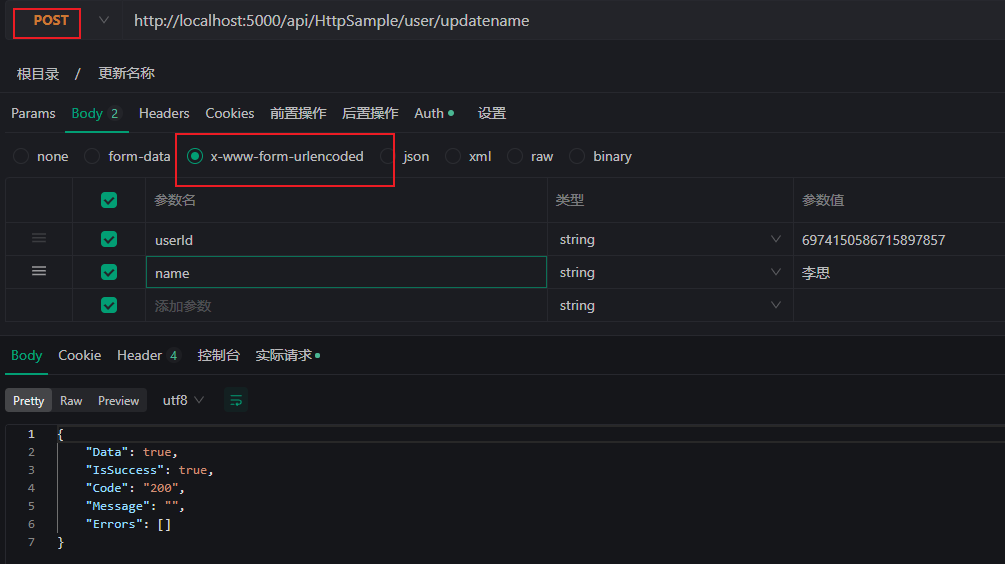 POST http://localhost:5000/api/HttpSample/user/updatename
根目录 / 更新名称
Params Body 2 Headers Cookies 前置操作 后置操作 Auth 设置
none form-data x-www-form-urlencoded json xml raw binary
参数名 类型 参数值
userId string 6974150586715897857
name string 李思
添加参数 string
Body Cookie Header 4 控制台 实际请求
Pretty Raw Preview utf8
1 {
2 "Data": true,
3 "IsSuccess": true,
4 "Code": "200",
5 "Message": "",
6 "Errors": []
7 }